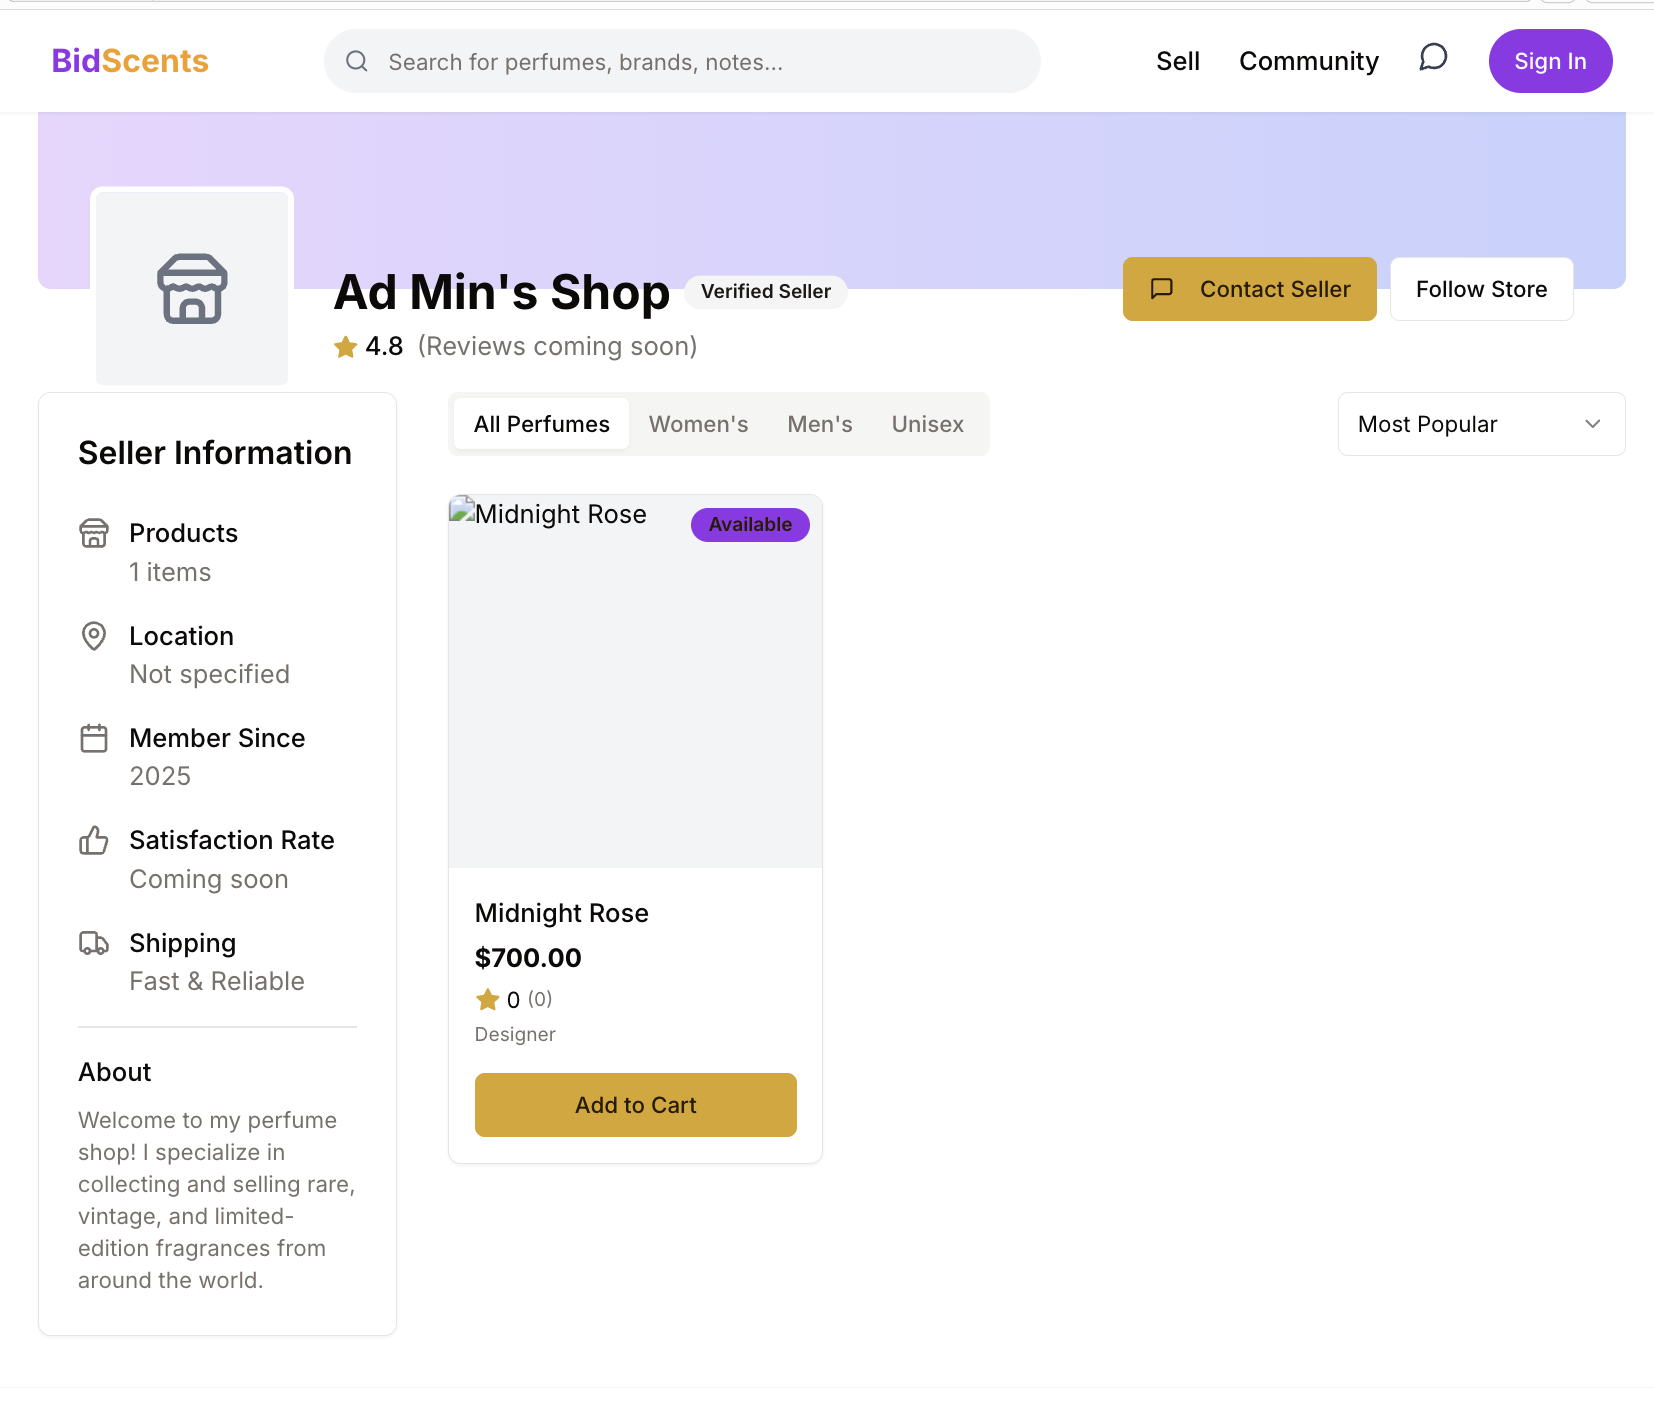 BidScents
Search for perfumes, brands, notes...
Sell
Community
Sign In
Ad Min's Shop
Verified Seller
4.8 (Reviews coming soon)
Contact Seller
Follow Store
Seller Information
Products
1 items
Location
Not specified
Member Since
2025
Satisfaction Rate
Coming soon
Shipping
Fast & Reliable
About
Welcome to my perfume
shop! I specialize in
collecting and selling rare,
vintage, and limited-
edition fragrances from
around the world.
All Perfumes
Women's
Men's
Unisex
Most Popular
Midnight Rose
Available
Midnight Rose
$700.00
0 (0)
Designer
Add to Cart